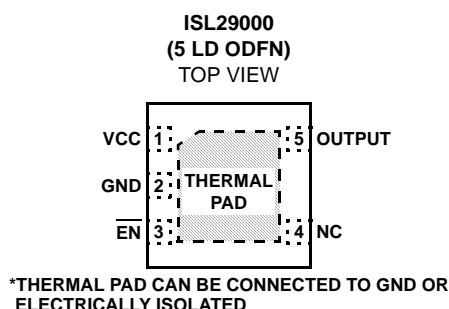 ISL29000
(5 LD ODFN)
TOP VIEW
VCC 1 5 OUTPUT
GND 2 THERMAL
PAD
EN 3 4 NC
*THERMAL PAD CAN BE CONNECTED TO GND OR
ELECTRICALLY ISOLATED